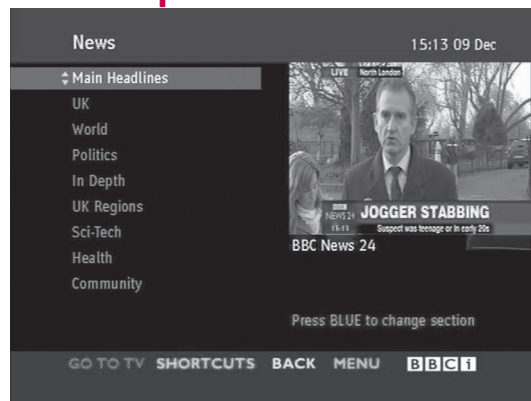 News
15:13 09 Dec
Main Headlines
UK
World
Politics
In Depth
UK Regions
Sci-Tech
Health
Community
LIVE North London
BBC
NEWS 24
15:13
JOGGER STABBING
Suspect was teenage or in early 20s
BBC News 24
Press BLUE to change section
GO TO TV SHORTCUTS BACK MENU BBCi